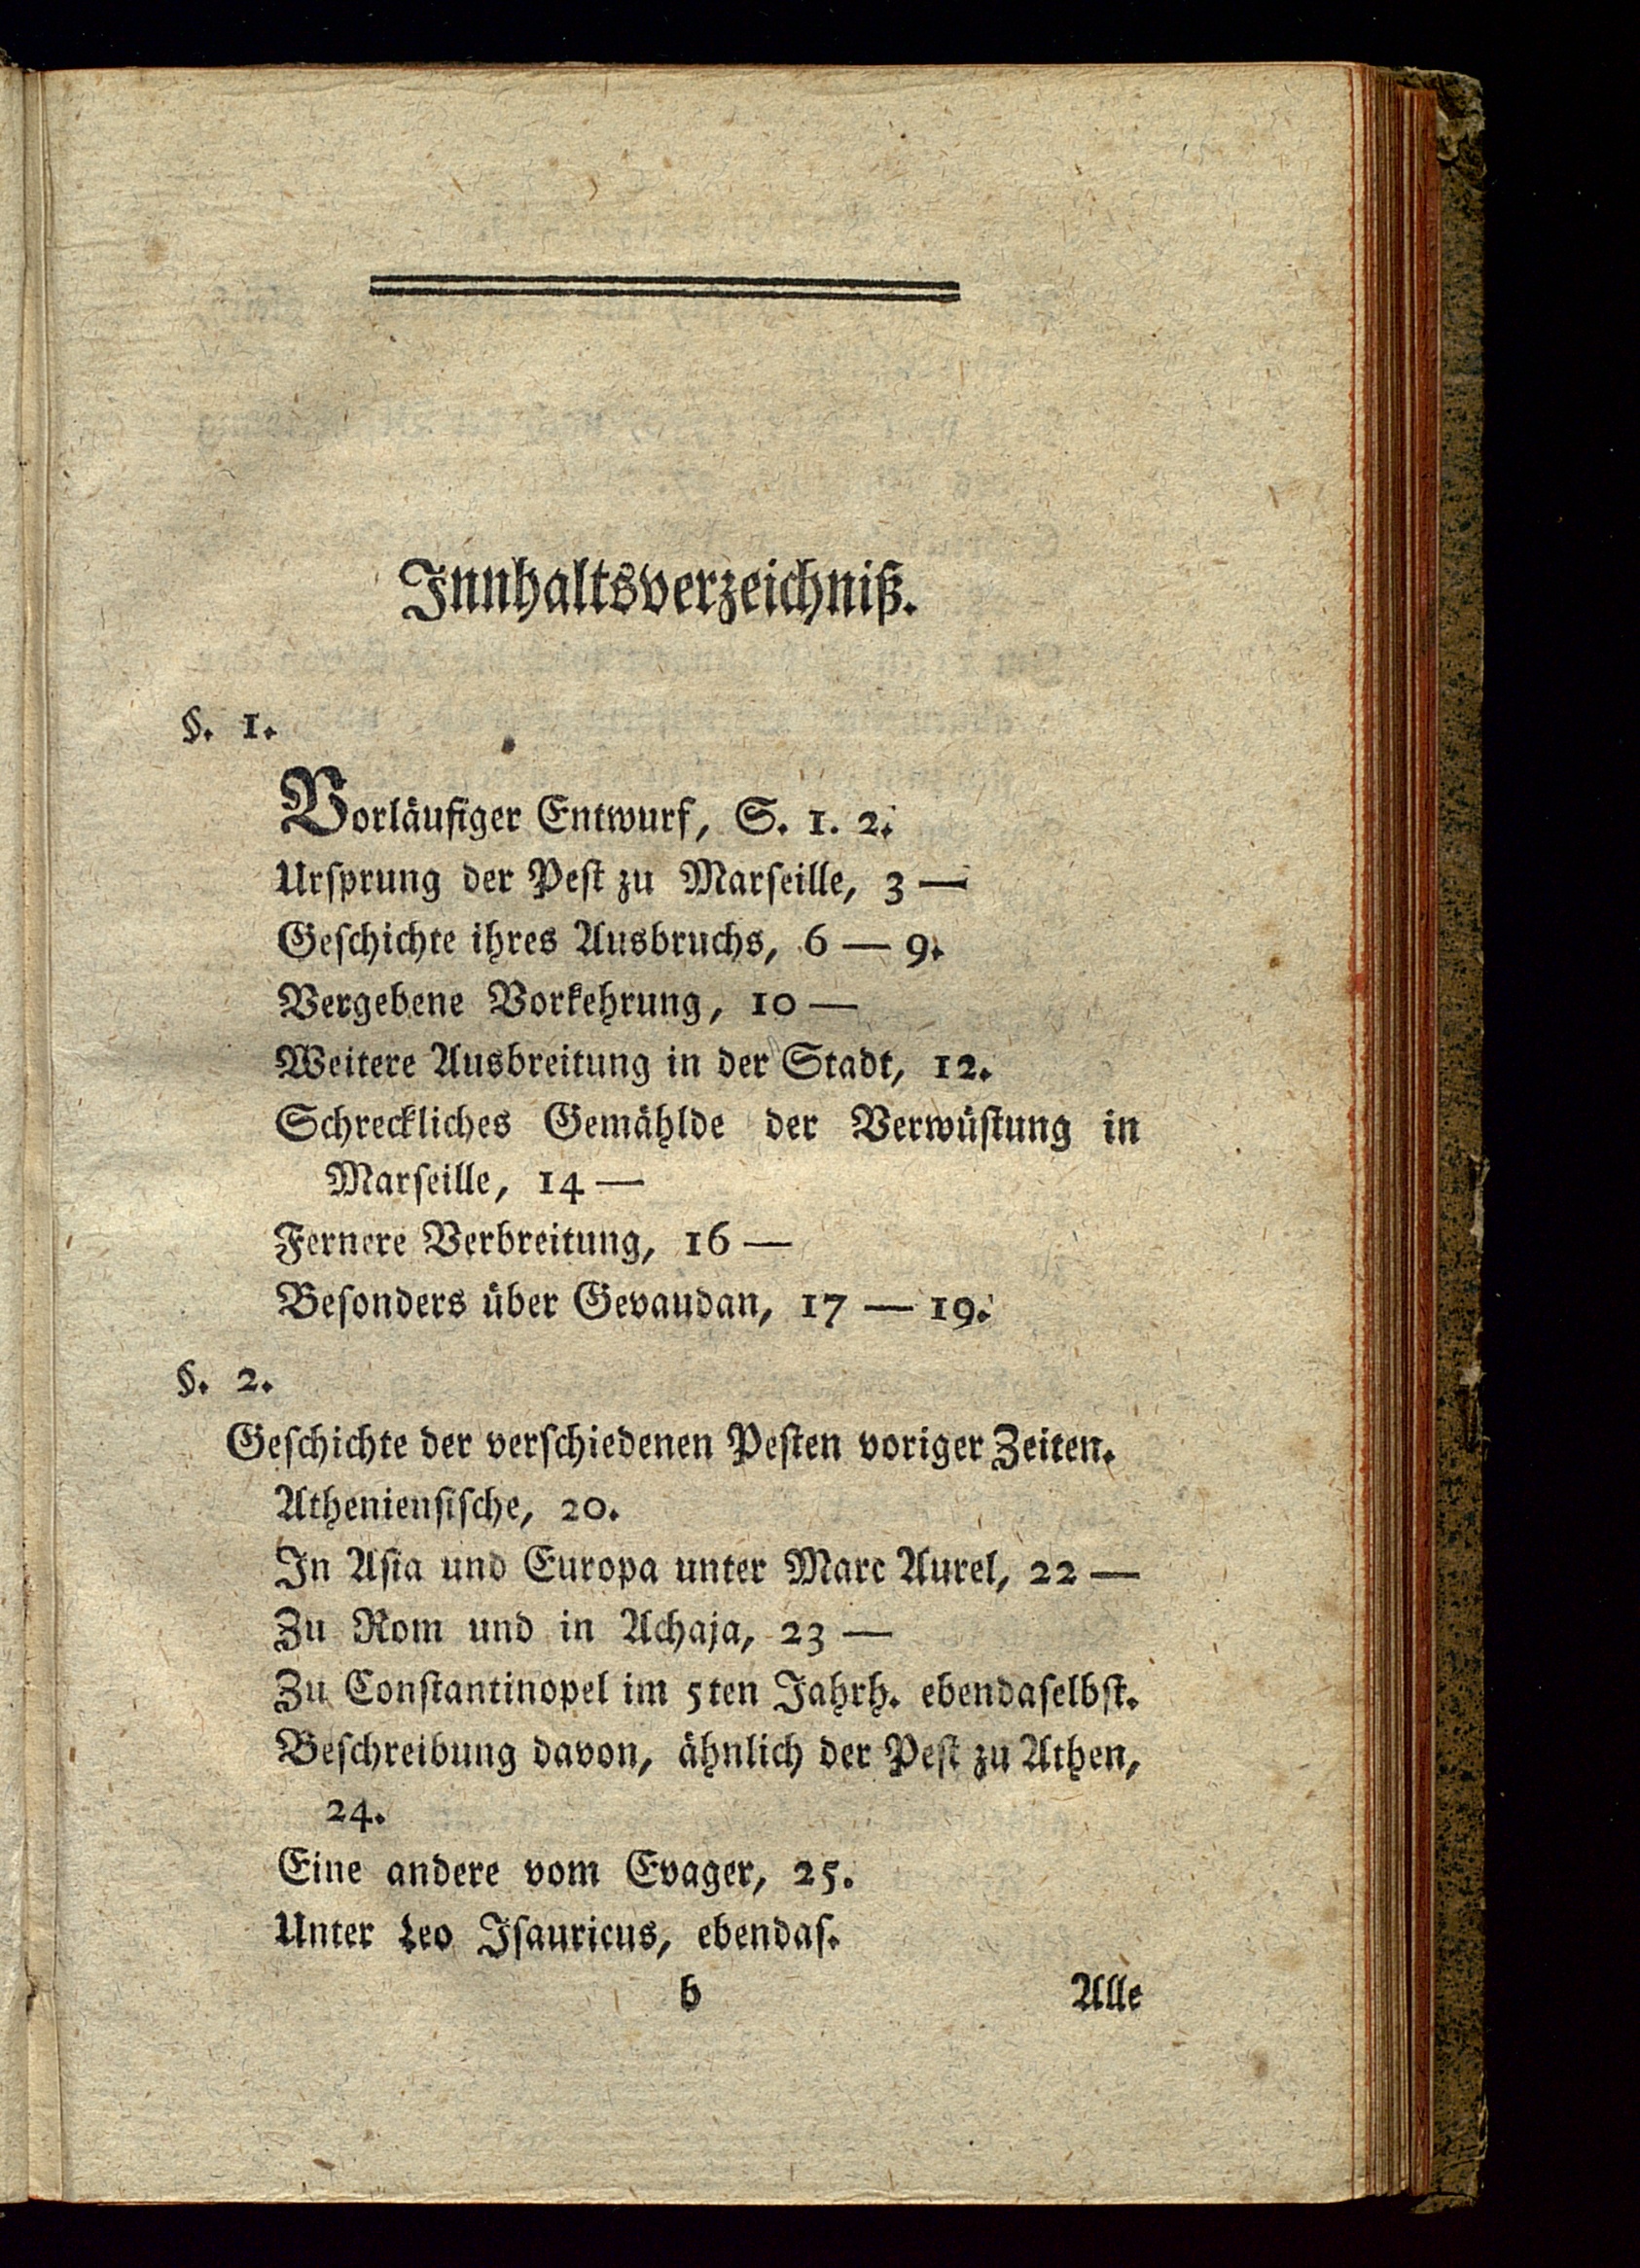 Innhaltsverzeichniß.
§. 1.
Vorläufiger Entwurf, S. 1. 2.
Urſprung der Peſt zu Marſeille, 3 —
Geſchichte ihres Ausbruchs, 6 — 9.
Vergebene Vorkehrung, 10 —
Weitere Ausbreitung in der Stadt, 12.
Schreckliches Gemählde der Verwüſtung in
Marſeille, 14 —
Fernere Verbreitung, 16 —
Beſonders über Gevaudan, 17 — 19.
§. 2.
Geſchichte der verſchiedenen Peſten voriger Zeiten.
Athenienſiſche, 20.
In Aſia und Europa unter Marc Aurel, 22 —
Zu Rom und in Achaja, 23 —
Zu Conſtantinopel im 5ten Jahrh. ebendaſelbſt.
Beſchreibung davon, ähnlich der Peſt zu Athen,
24.
Eine andere vom Evager, 25.
Unter Leo Iſauricus, ebendaſ.
b Alle